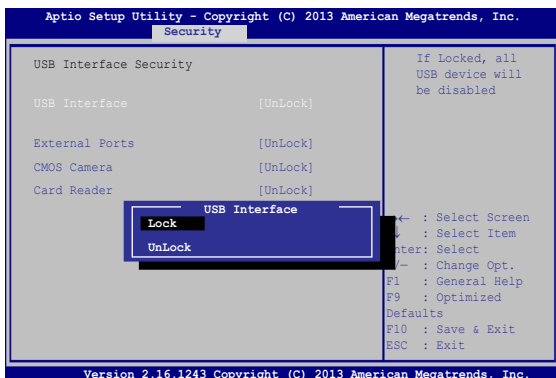 Aptio Setup Utility - Copyright (C) 2013 American Megatrends, Inc.
Security
USB Interface Security
USB Interface [UnLock]
External Ports [UnLock]
CMOS Camera [UnLock]
Card Reader [UnLock]
USB Interface
Lock
UnLock
If Locked, all
USB device will
be disabled
← : Select Screen
↓ : Select Item
nter: Select
/— : Change Opt.
F1 : General Help
F9 : Optimized
Defaults
F10 : Save & Exit
ESC : Exit
Version 2.16.1243 Copyright (C) 2013 American Megatrends, Inc.